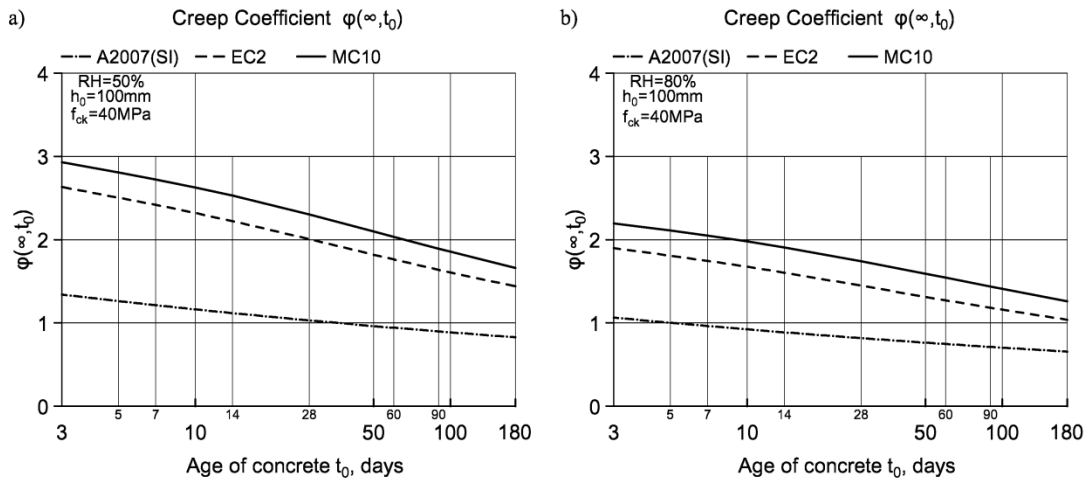 a) Creep Coefficient φ(∞,t₀)
A2007(SI) EC2 MC10
4
RH=50%
h₀=100mm
f_ck=40MPa
3
2
1
0
φ(∞,t₀)
5 7 14 28 60 90
3 10 50 100 180
Age of concrete t₀, days
b) Creep Coefficient φ(∞,t₀)
A2007(SI) EC2 MC10
4
RH=80%
h₀=100mm
f_ck=40MPa
3
2
1
0
φ(∞,t₀)
5 7 14 28 60 90
3 10 50 100 180
Age of concrete t₀, days